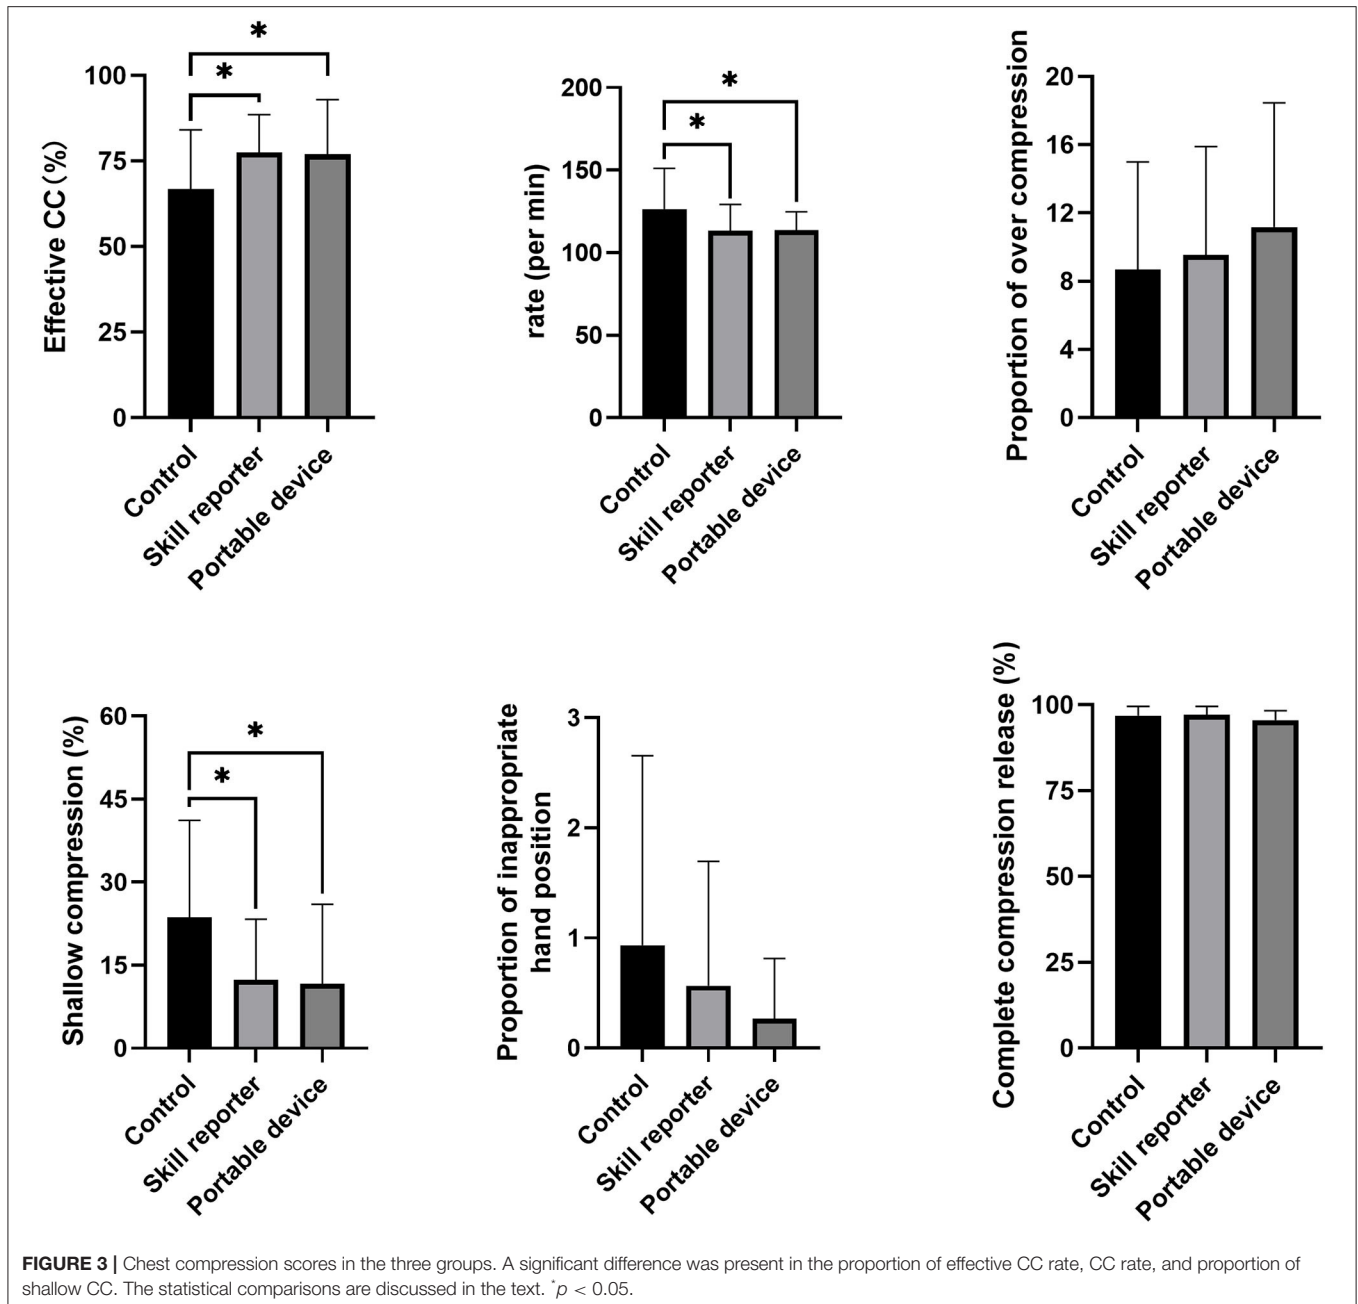 Effective CC (%)
100
75
50
25
0
*
*
Control
Skill reporter
Portable device
rate (per min)
200
150
100
50
0
*
*
Control
Skill reporter
Portable device
Proportion of over compression
20
16
12
8
4
0
Control
Skill reporter
Portable device
Shallow compression (%)
60
45
30
15
0
*
*
Control
Skill reporter
Portable device
Proportion of inappropriate
hand position
3
2
1
0
Control
Skill reporter
Portable device
Complete compression release (%)
100
75
50
25
0
Control
Skill reporter
Portable device
FIGURE 3 | Chest compression scores in the three groups. A significant difference was present in the proportion of effective CC rate, CC rate, and proportion of
shallow CC. The statistical comparisons are discussed in the text. *p < 0.05.